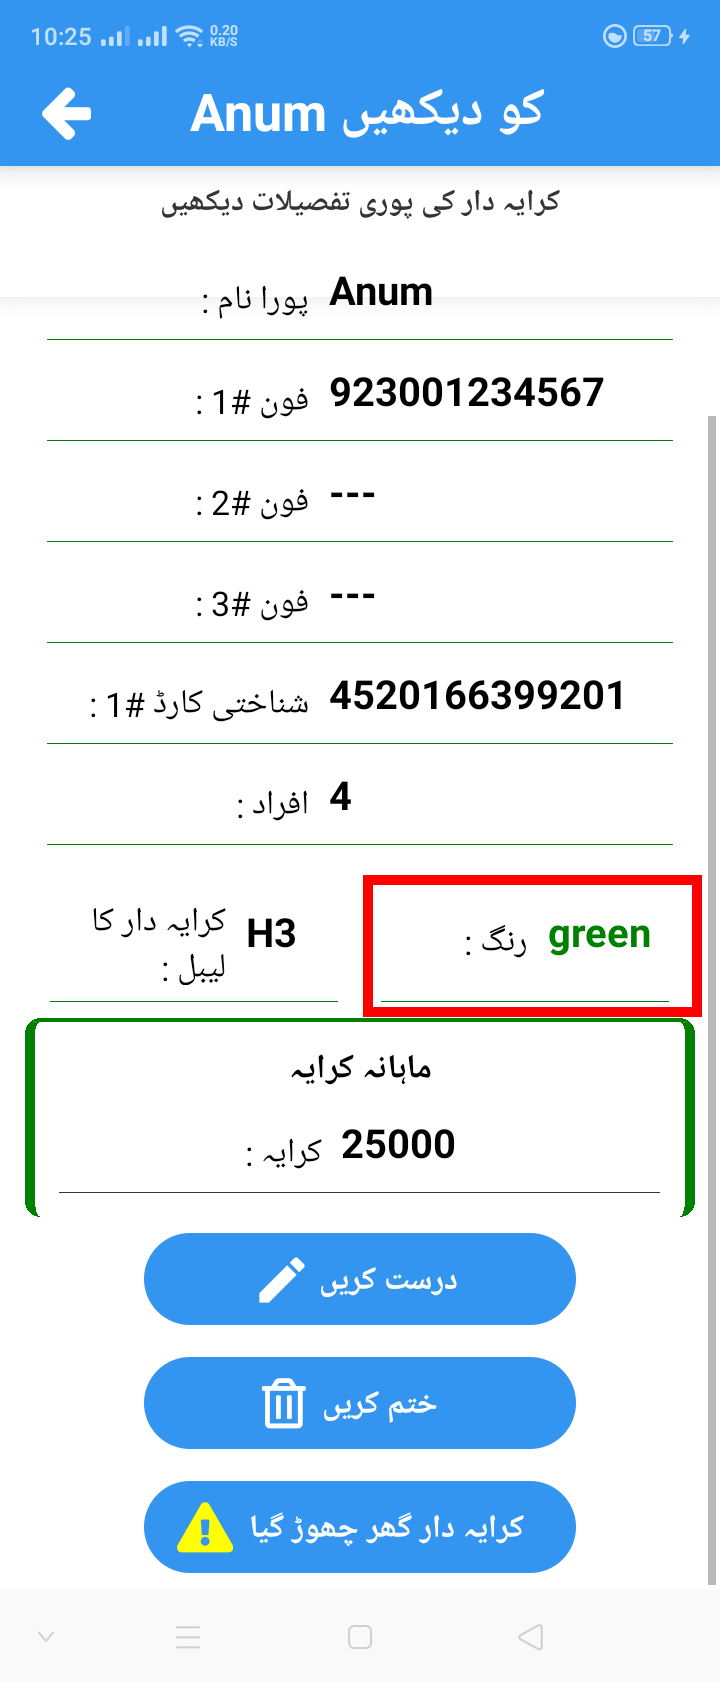 10:25 0.20 KB/S 57
Anum کو دیکھیں
کرایہ دار کی پوری تفصیلات دیکھیں
پورا نام : Anum
فون #1 : 923001234567
فون #2 : ---
فون #3 : ---
شناختی کارڈ #1 : 4520166399201
افراد : 4
کرایہ دار کا لیبل : H3
رنگ : green
ماہانہ کرایہ
کرایہ : 25000
درست کریں
ختم کریں
کرایہ دار گھر چھوڑ گیا